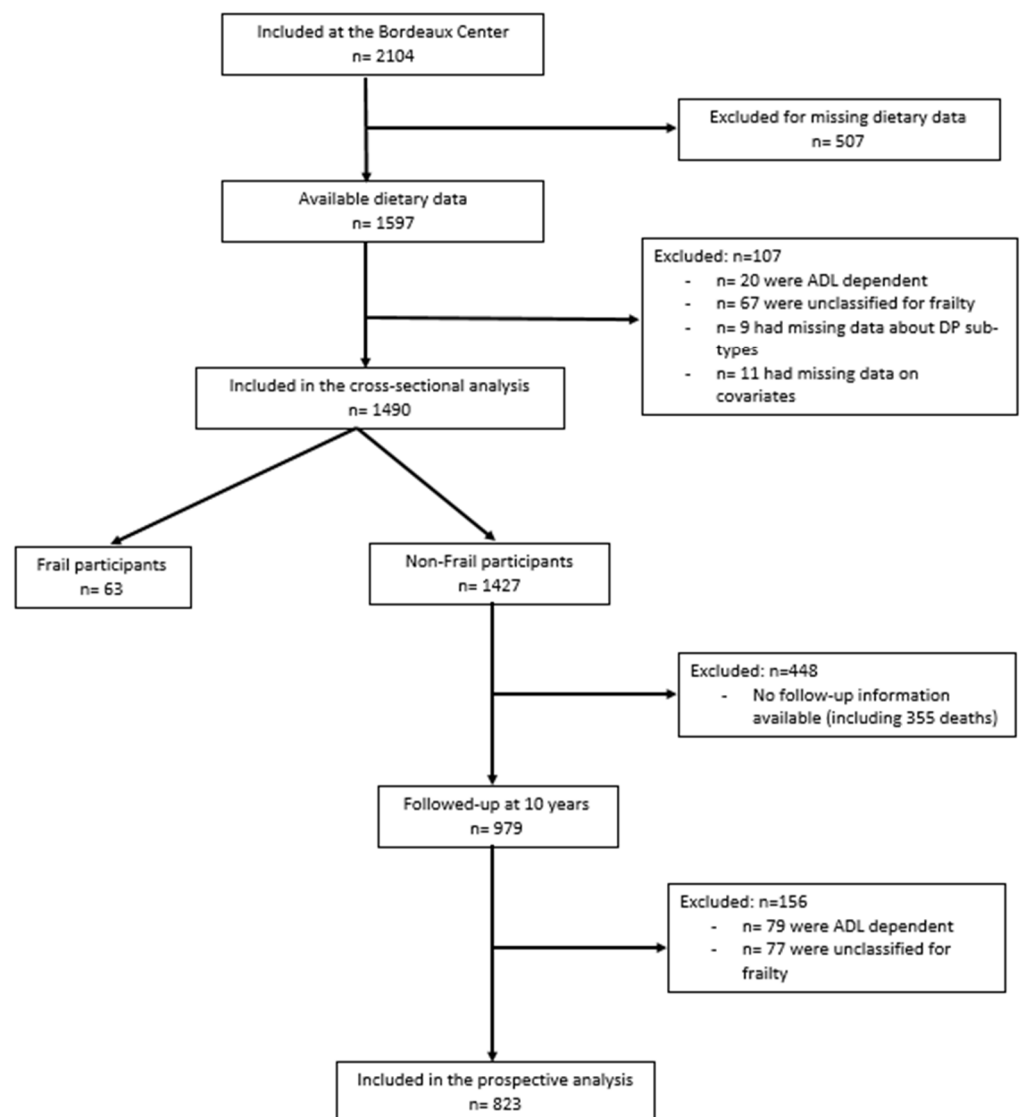 Included at the Bordeaux Center
n= 2104
Excluded for missing dietary data
n= 507
Available dietary data
n= 1597
Excluded: n=107
- n= 20 were ADL dependent
- n= 67 were unclassified for frailty
- n= 9 had missing data about DP sub-
types
- n= 11 had missing data on
covariates
Included in the cross-sectional analysis
n= 1490
Frail participants
n= 63
Non-Frail participants
n= 1427
Excluded: n=448
- No follow-up information
available (including 355 deaths)
Followed-up at 10 years
n= 979
Excluded: n=156
- n= 79 were ADL dependent
- n= 77 were unclassified for
frailty
Included in the prospective analysis
n= 823